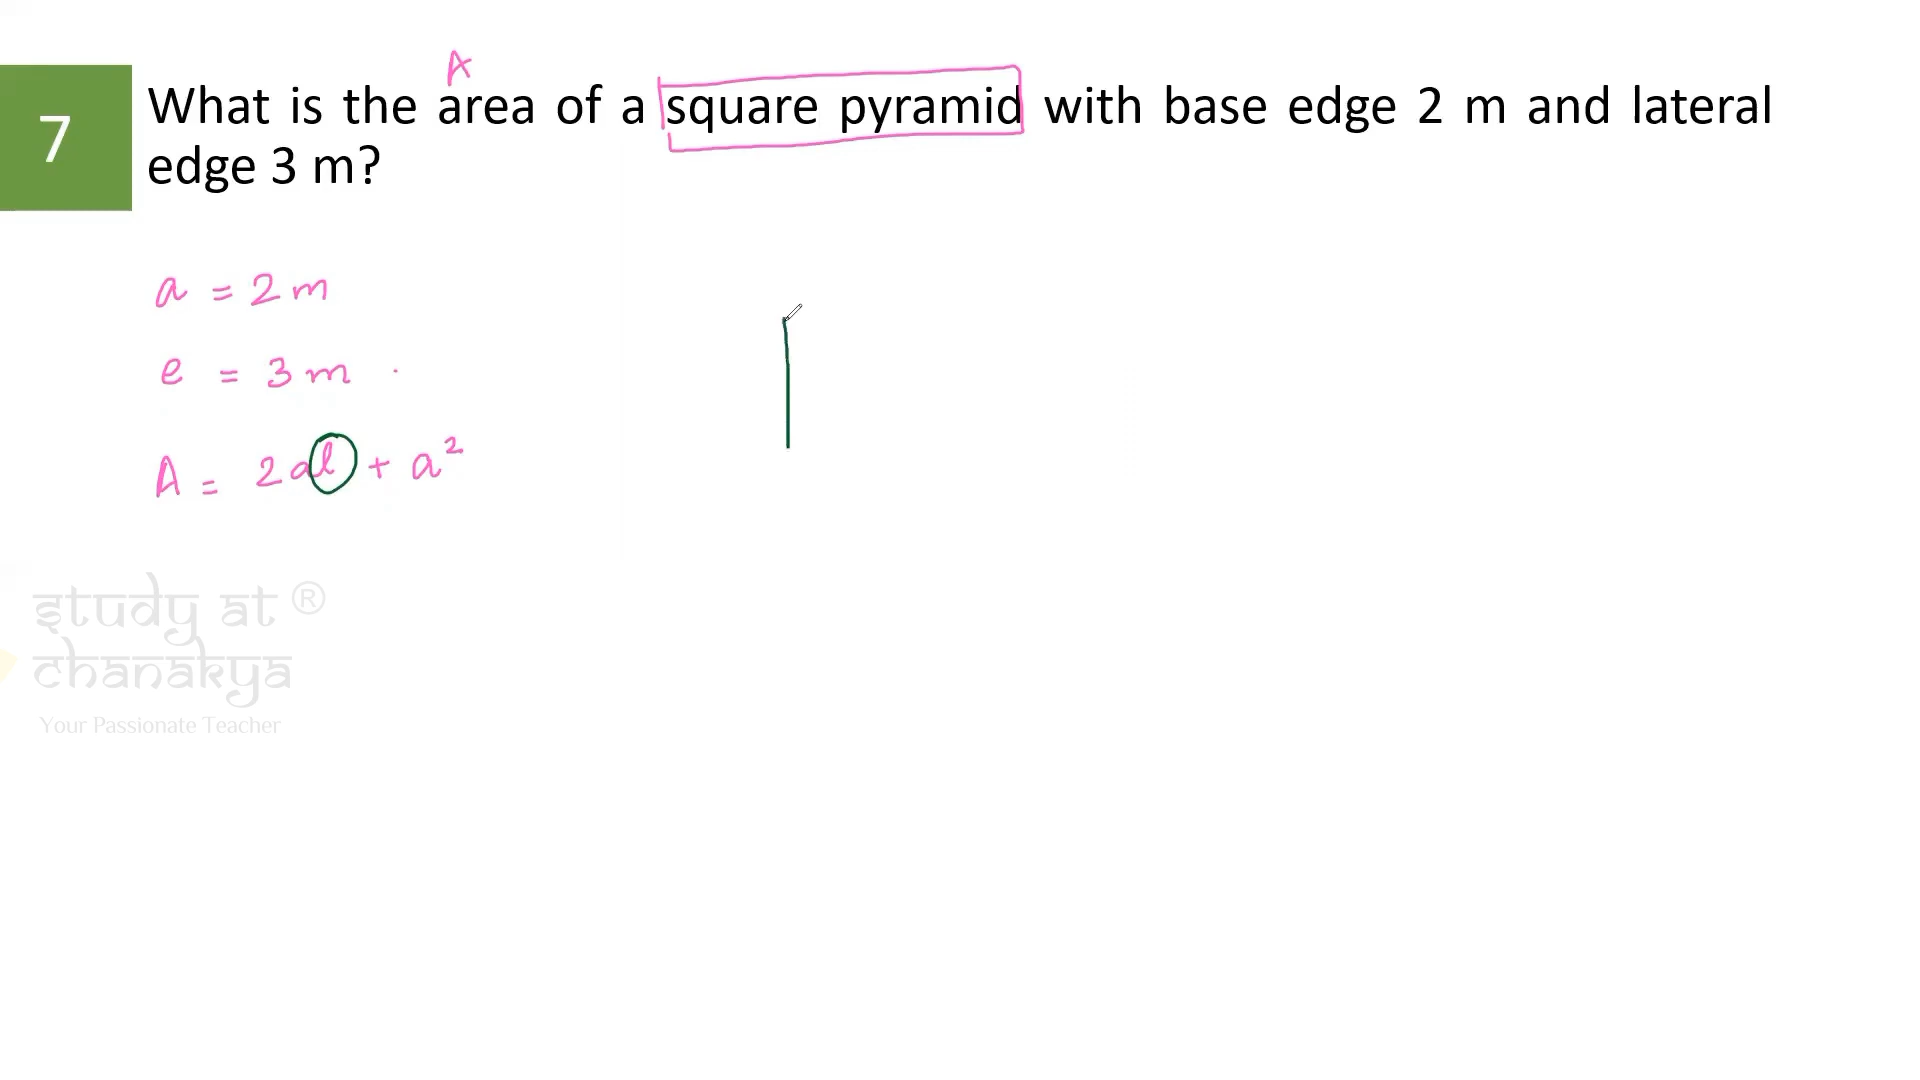 A
7
What is the area of a square pyramid with base edge 2 m and lateral
edge 3 m?
a = 2 m
e = 3 m .
A = 2al + a²
study at ®
chanakya
Your Passionate Teacher